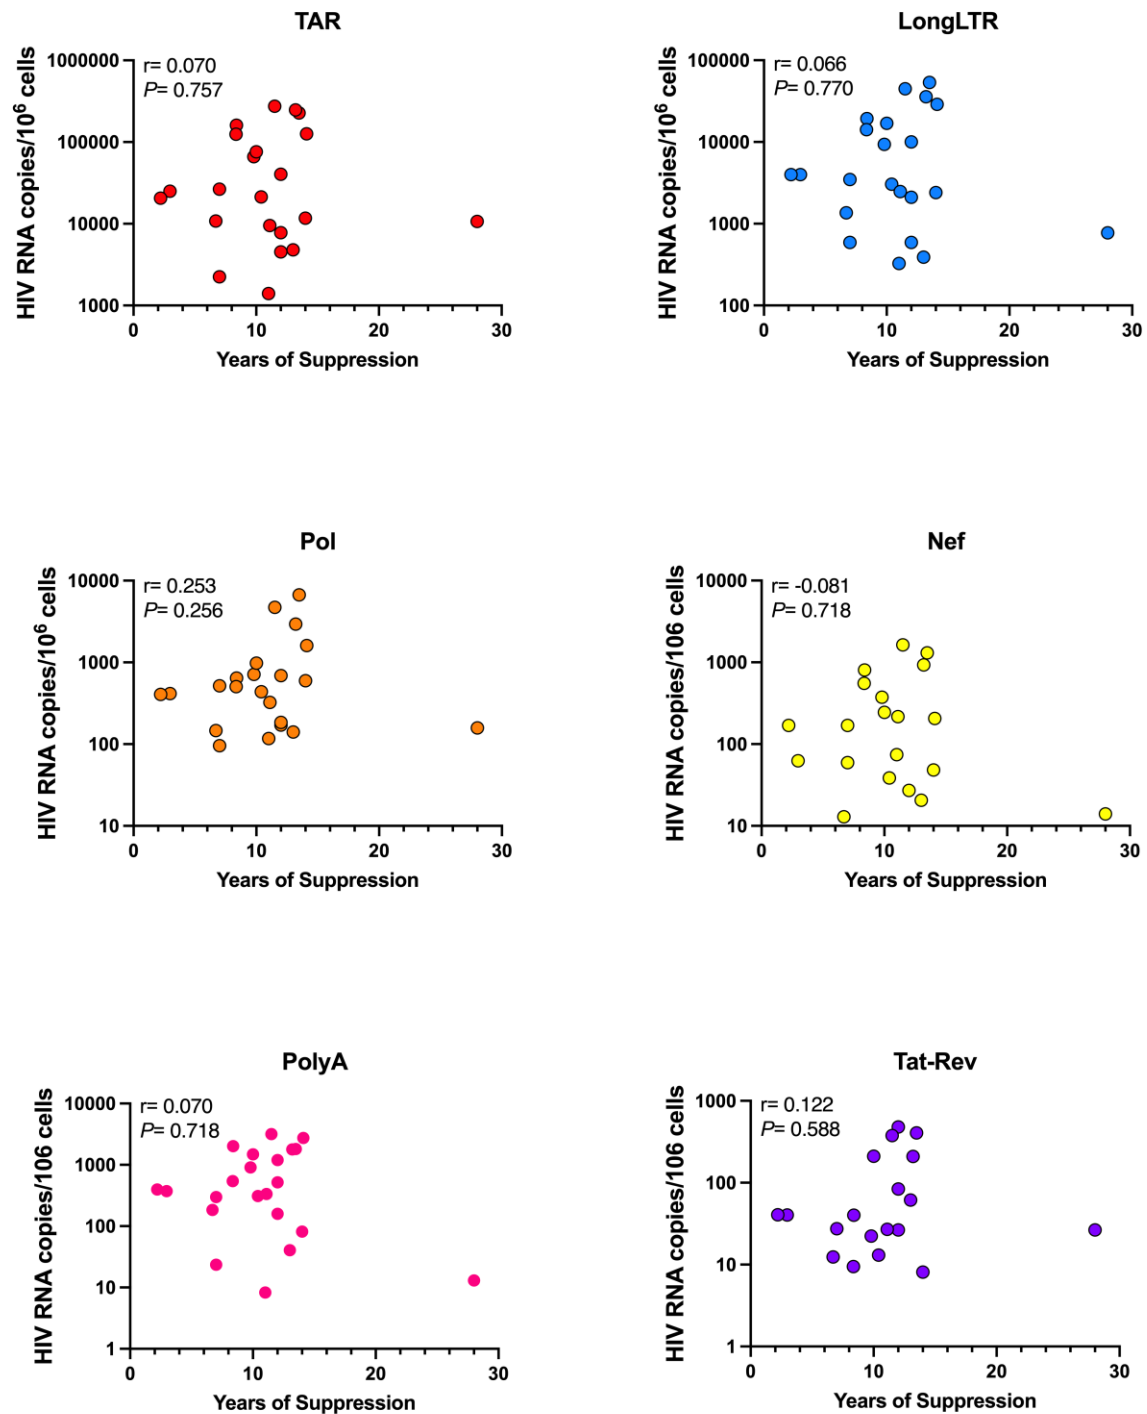 TAR
HIV RNA copies/10⁶ cells
r= 0.070
P= 0.757
1000000
100000
10000
1000
0 10 20 30
Years of Suppression
LongLTR
HIV RNA copies/10⁶ cells
r= 0.066
P= 0.770
100000
10000
1000
100
0 10 20 30
Years of Suppression
Pol
HIV RNA copies/10⁶ cells
r= 0.253
P= 0.256
10000
1000
100
10
0 10 20 30
Years of Suppression
Nef
HIV RNA copies/106 cells
r= -0.081
P= 0.718
10000
1000
100
10
0 10 20 30
Years of Suppression
PolyA
HIV RNA copies/106 cells
r= 0.070
P= 0.718
10000
1000
100
10
1
0 10 20 30
Years of Suppression
Tat-Rev
HIV RNA copies/106 cells
r= 0.122
P= 0.588
1000
100
10
1
0 10 20 30
Years of Suppression